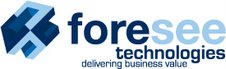 foresee
technologies
delivering business value